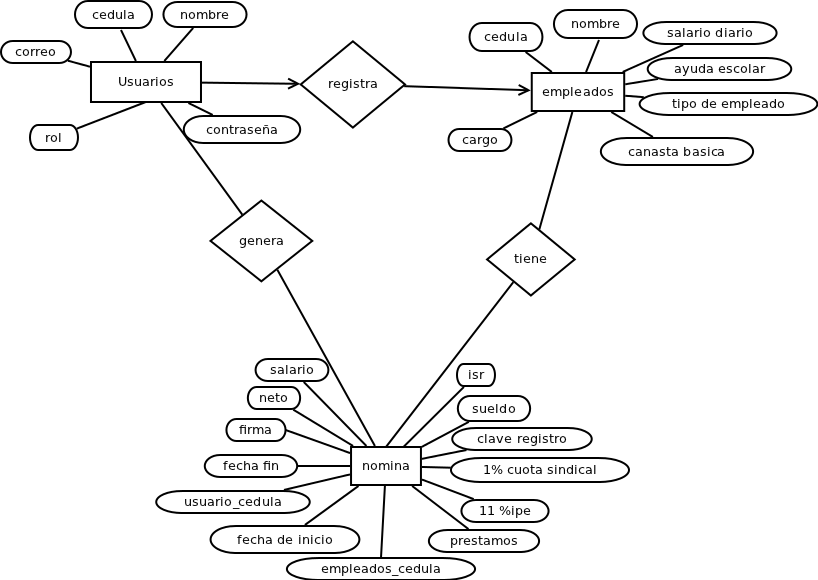 cedula
nombre
nombre
salario diario
cedula
correo
ayuda escolar
Usuarios
registra
empleados
tipo de empleado
contraseña
rol
cargo
canasta basica
genera
tiene
salario
isr
neto
sueldo
firma
clave registro
fecha fin
nomina
1% cuota sindical
usuario_cedula
11 %ipe
fecha de inicio
prestamos
empleados_cedula